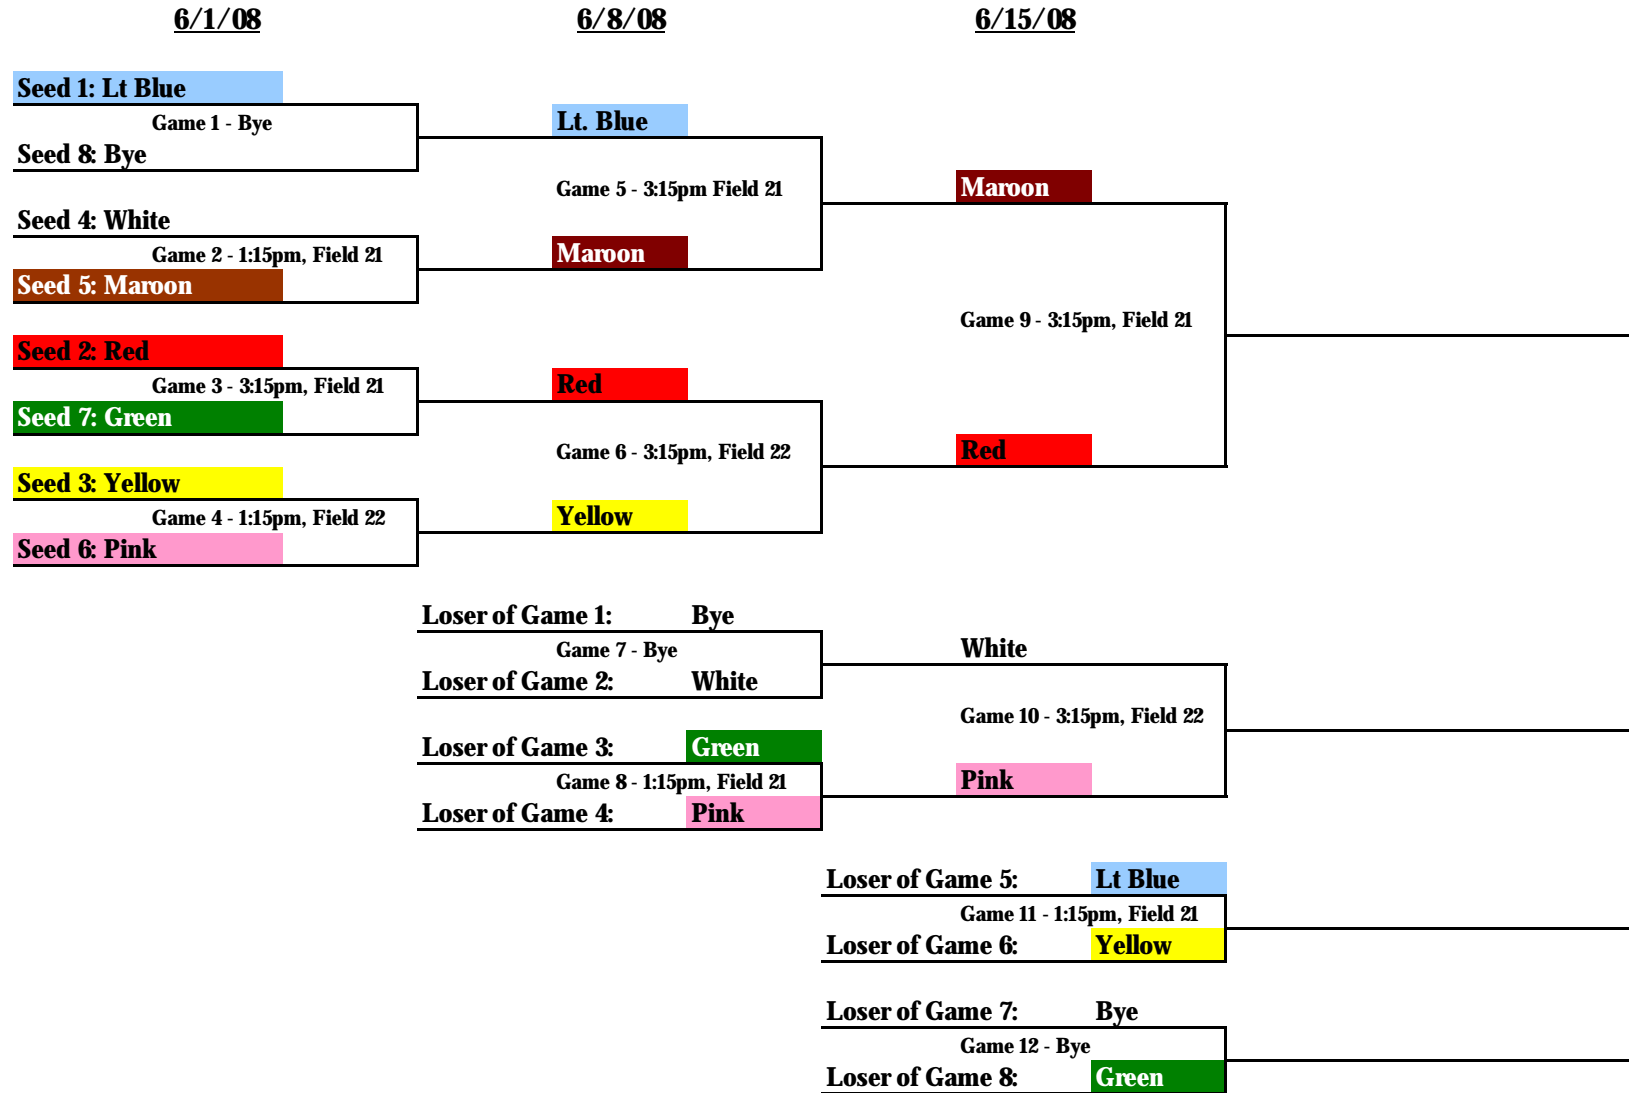 6/1/08 6/8/08 6/15/08
Seed 1: Lt Blue
Game 1 - Bye
Lt. Blue
Seed 8: Bye
Game 5 - 3:15pm Field 21
Maroon
Seed 4: White
Game 2 - 1:15pm, Field 21
Maroon
Seed 5: Maroon
Game 9 - 3:15pm, Field 21
Seed 2: Red
Game 3 - 3:15pm, Field 21
Red
Seed 7: Green
Game 6 - 3:15pm, Field 22
Red
Seed 3: Yellow
Game 4 - 1:15pm, Field 22
Yellow
Seed 6: Pink
Loser of Game 1: Bye
Game 7 - Bye
White
Loser of Game 2: White
Game 10 - 3:15pm, Field 22
Loser of Game 3: Green
Game 8 - 1:15pm, Field 21
Pink
Loser of Game 4: Pink
Loser of Game 5: Lt Blue
Game 11 - 1:15pm, Field 21
Loser of Game 6: Yellow
Loser of Game 7: Bye
Game 12 - Bye
Loser of Game 8: Green